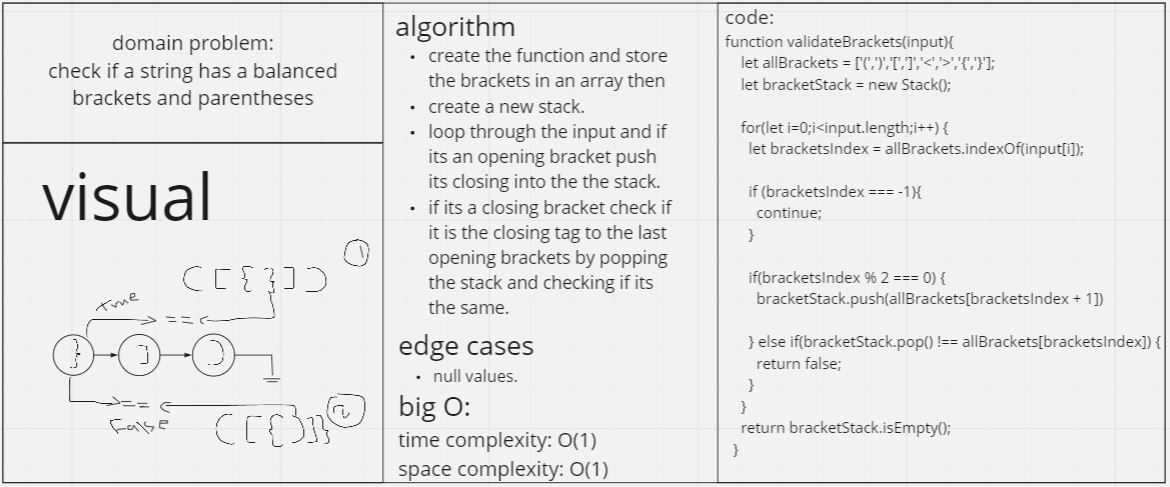 domain problem:
check if a string has a balanced
brackets and parentheses
visual
1
( [ { } ] )
true
==
} ] )
==
False
( [ { ) ] }
2
algorithm
• create the function and store
the brackets in an array then
• create a new stack.
• loop through the input and if
its an opening bracket push
its closing into the the stack.
• if its a closing bracket check if
it is the closing tag to the last
opening brackets by popping
the stack and checking if its
the same.
edge cases
• null values.
big O:
time complexity: O(1)
space complexity: O(1)
code:
function validateBrackets(input){
let allBrackets = ['(',')','[',']','<','>','{','}'];
let bracketStack = new Stack();
for(let i=0;i<input.length;i++) {
let bracketsIndex = allBrackets.indexOf(input[i]);
if (bracketsIndex === -1){
continue;
}
if(bracketsIndex % 2 === 0) {
bracketStack.push(allBrackets[bracketsIndex + 1])
} else if(bracketStack.pop() !== allBrackets[bracketsIndex]) {
return false;
}
}
return bracketStack.isEmpty();
}